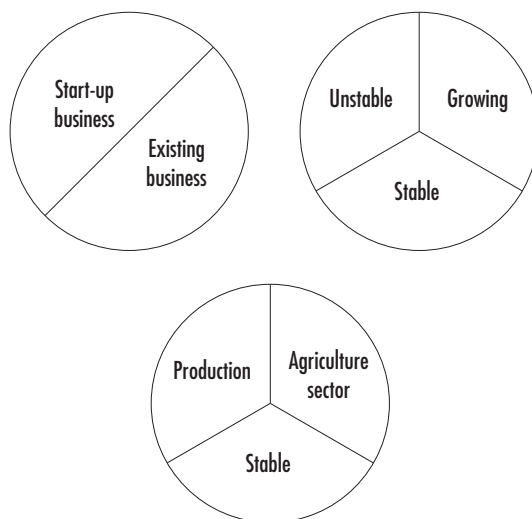 Start-up
business
Existing
business
Unstable
Growing
Stable
Production
Agriculture
sector
Stable